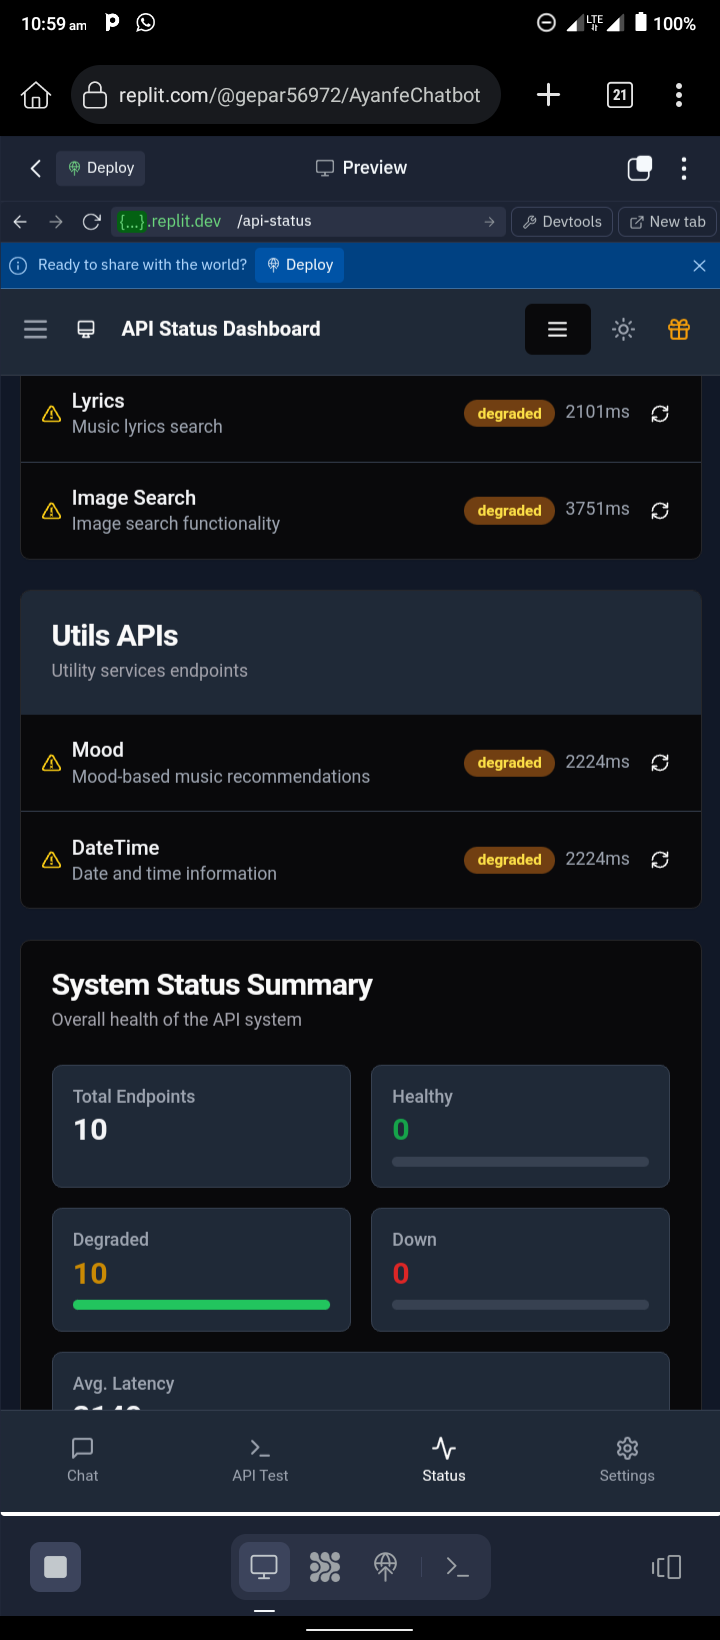 10:59 am
LTE
100%
replit.com/@gepar56972/AyanfeChatbot
21
Deploy
Preview
{...}.replit.dev /api-status
Devtools
New tab
Ready to share with the world?
Deploy
API Status Dashboard
Lyrics
Music lyrics search
degraded
2101ms
Image Search
Image search functionality
degraded
3751ms
Utils APIs
Utility services endpoints
Mood
Mood-based music recommendations
degraded
2224ms
DateTime
Date and time information
degraded
2224ms
System Status Summary
Overall health of the API system
Total Endpoints
10
Healthy
0
Degraded
10
Down
0
Avg. Latency
Chat
API Test
Status
Settings